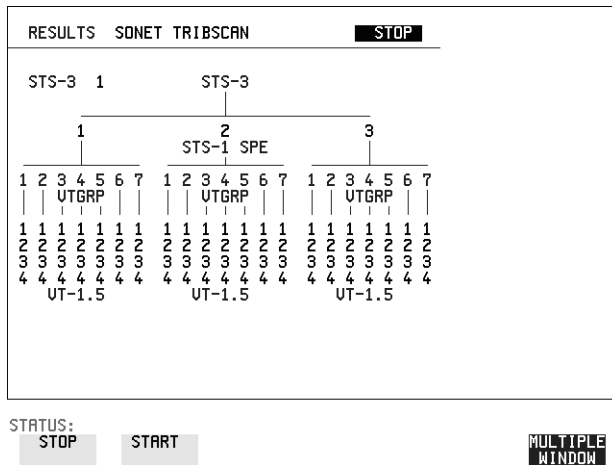 RESULTS SONET TRIBSCAN STOP
STS-3 1 STS-3
1 2 3
STS-1 SPE
1 2 3 4 5 6 7 1 2 3 4 5 6 7 1 2 3 4 5 6 7
VTGRP VTGRP VTGRP
1 1 1 1 1 1 1 1 1 1 1 1 1 1 1 1 1 1 1 1 1
2 2 2 2 2 2 2 2 2 2 2 2 2 2 2 2 2 2 2 2 2
3 3 3 3 3 3 3 3 3 3 3 3 3 3 3 3 3 3 3 3 3
4 4 4 4 4 4 4 4 4 4 4 4 4 4 4 4 4 4 4 4 4
VT-1.5 VT-1.5 VT-1.5
STATUS:
STOP START MULTIPLE
WINDOW